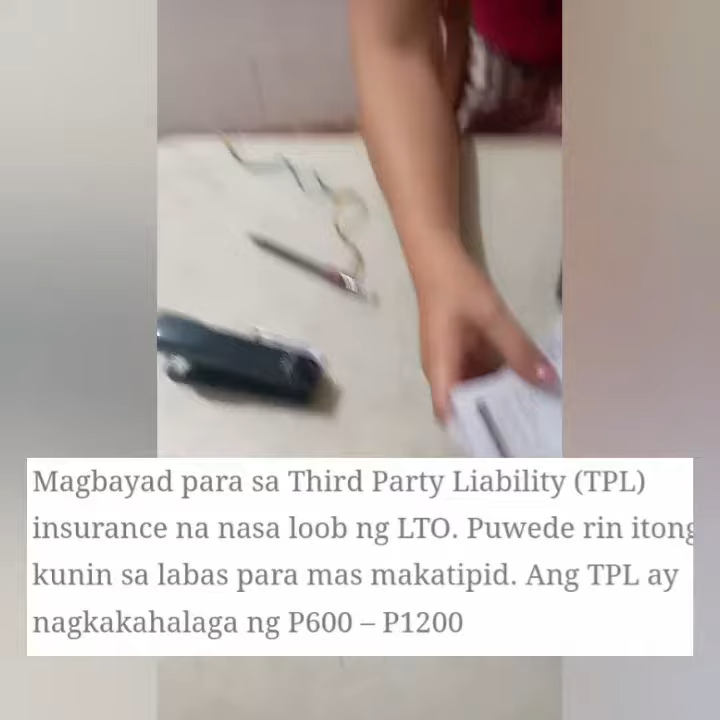 Magbayad para sa Third Party Liability (TPL)
insurance na nasa loob ng LTO. Puwede rin itong
kunin sa labas para mas makatipid. Ang TPL ay
nagkakahalaga ng P600 – P1200